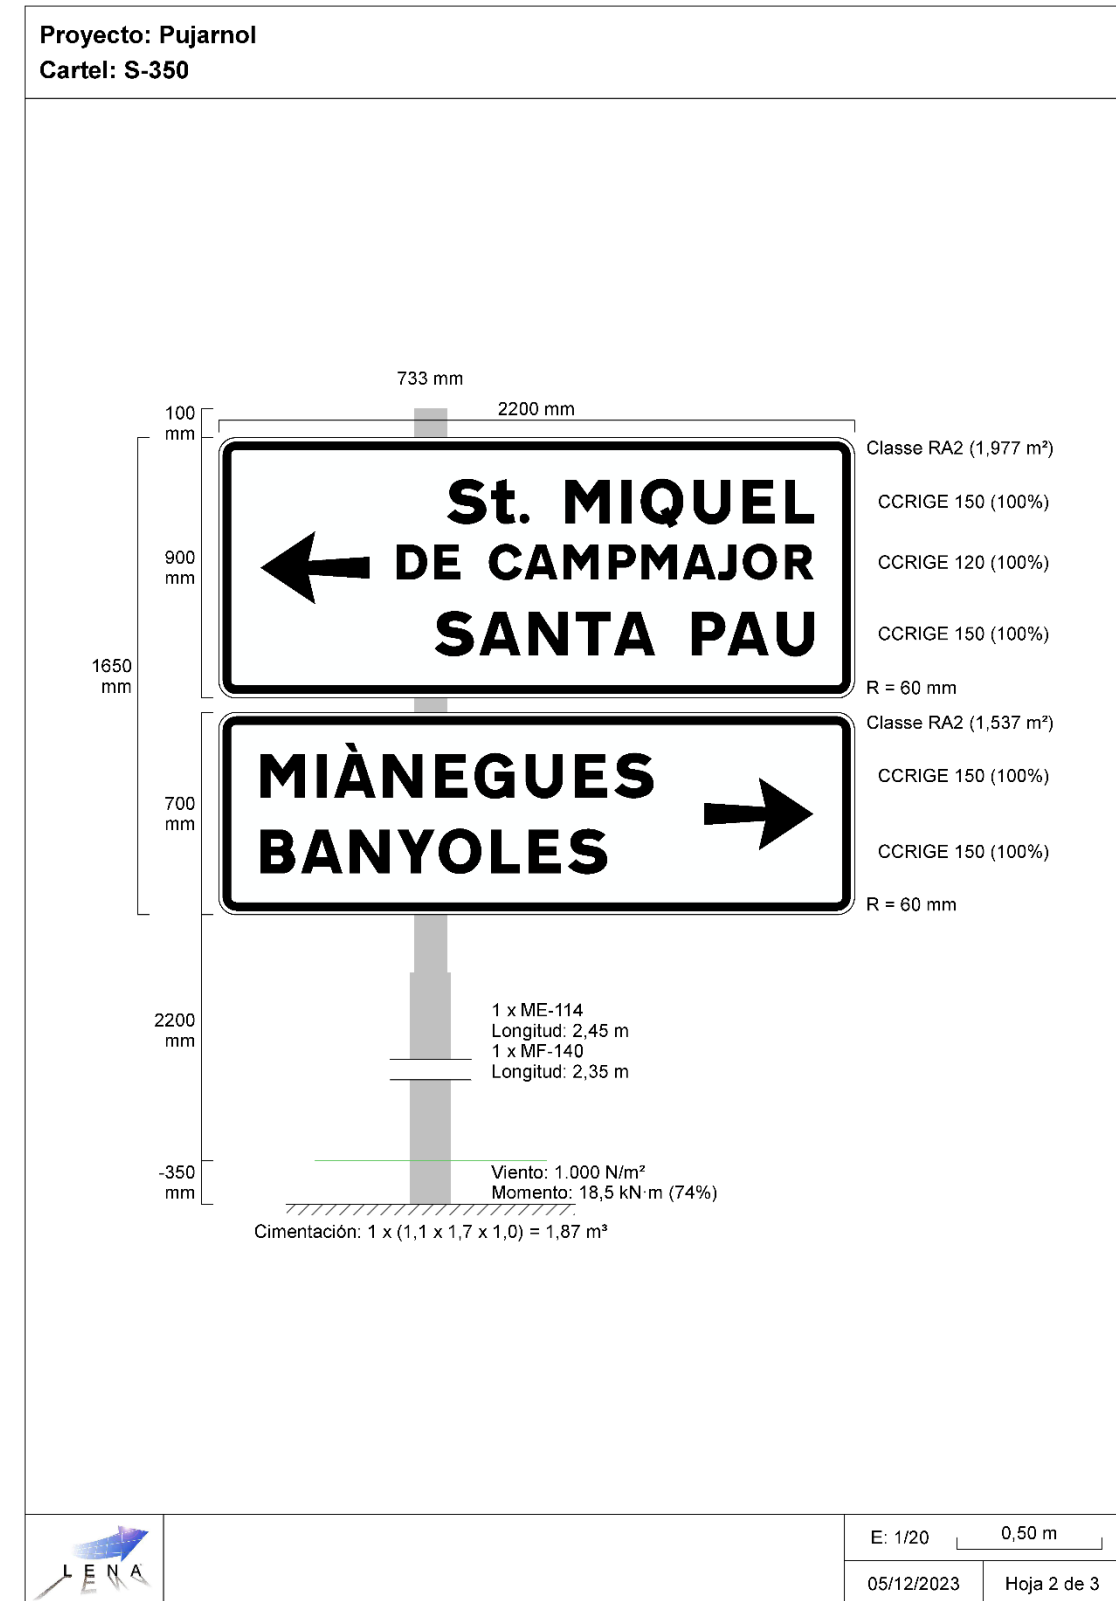 Proyecto: Pujarnol
Cartel: S-350
733 mm
100
mm
2200 mm
Classe RA2 (1,977 m²)
St. MIQUEL
CCRIGE 150 (100%)
900
mm
DE CAMPMAJOR
CCRIGE 120 (100%)
SANTA PAU
CCRIGE 150 (100%)
1650
mm
R = 60 mm
Classe RA2 (1,537 m²)
MIÀNEGUES
CCRIGE 150 (100%)
700
mm
BANYOLES
CCRIGE 150 (100%)
R = 60 mm
2200
mm
1 x ME-114
Longitud: 2,45 m
1 x MF-140
Longitud: 2,35 m
-350
mm
Viento: 1.000 N/m²
Momento: 18,5 kN·m (74%)
Cimentación: 1 x (1,1 x 1,7 x 1,0) = 1,87 m³
LENA
E: 1/20
0,50 m
05/12/2023
Hoja 2 de 3